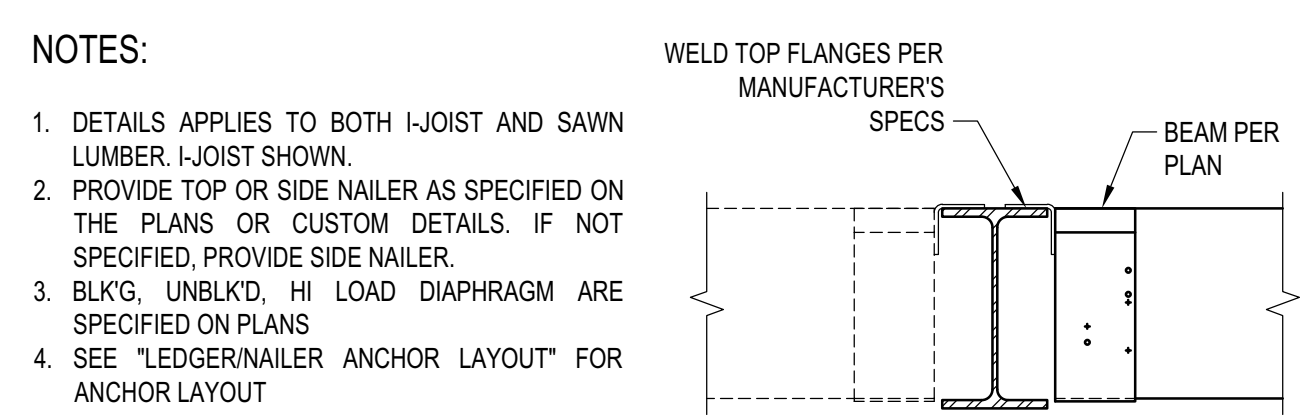 NOTES:
1. DETAILS APPLIES TO BOTH I-JOIST AND SAWN
LUMBER. I-JOIST SHOWN.
2. PROVIDE TOP OR SIDE NAILER AS SPECIFIED ON
THE PLANS OR CUSTOM DETAILS. IF NOT
SPECIFIED, PROVIDE SIDE NAILER.
3. BLK'G, UNBLK'D, HI LOAD DIAPHRAGM ARE
SPECIFIED ON PLANS
4. SEE "LEDGER/NAILER ANCHOR LAYOUT" FOR
ANCHOR LAYOUT
WELD TOP FLANGES PER
MANUFACTURER'S
SPECS
BEAM PER
PLAN